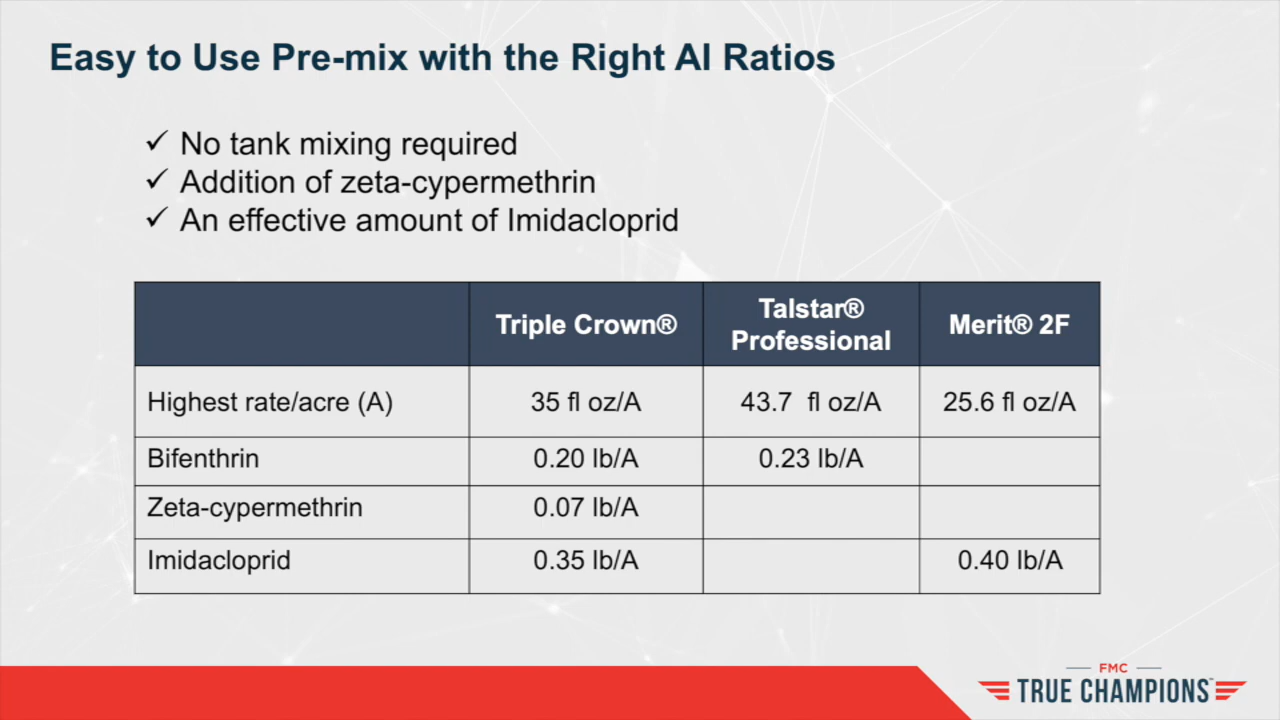 Easy to Use Pre-mix with the Right AI Ratios
✓ No tank mixing required
✓ Addition of zeta-cypermethrin
✓ An effective amount of Imidacloprid
Triple Crown® Talstar® Professional Merit® 2F
Highest rate/acre (A) 35 fl oz/A 43.7 fl oz/A 25.6 fl oz/A
Bifenthrin 0.20 lb/A 0.23 lb/A
Zeta-cypermethrin 0.07 lb/A
Imidacloprid 0.35 lb/A 0.40 lb/A
FMC
TRUE CHAMPIONS™